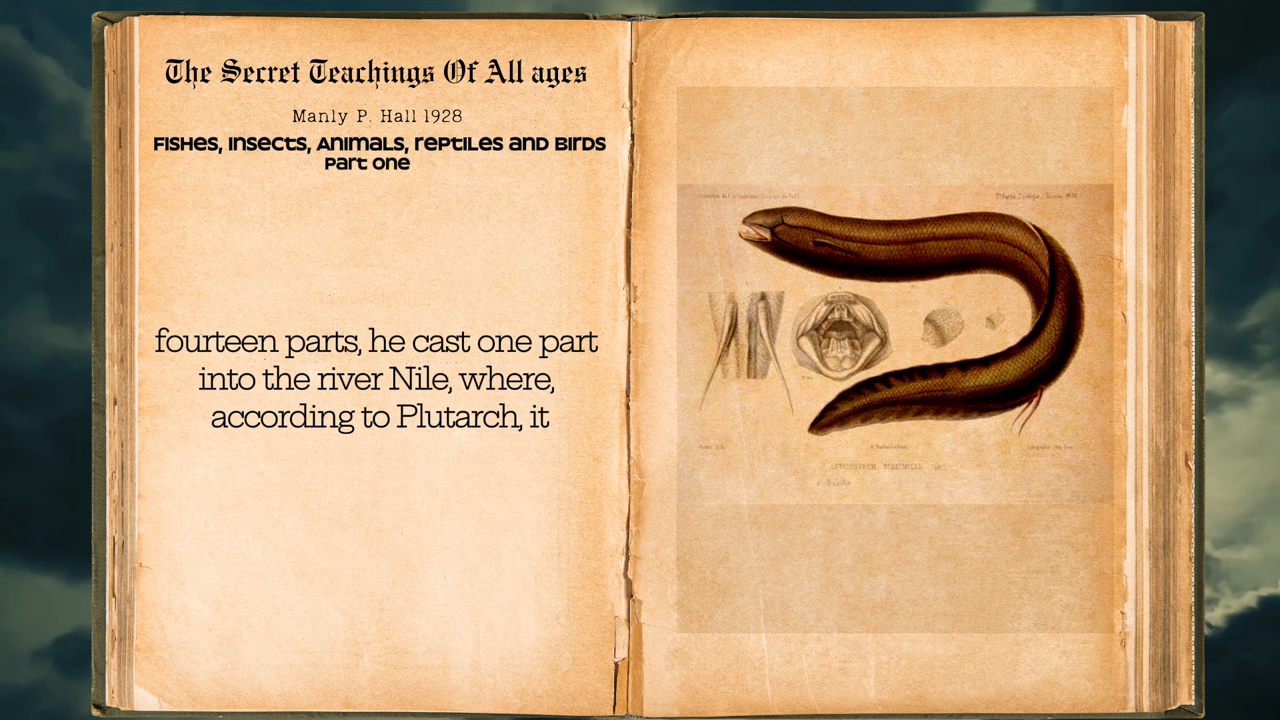 The Secret Teachings Of All ages
Manly P. Hall 1928
Fishes, Insects, Animals, reptiles and Birds
Part one
fourteen parts, he cast one part
into the river Nile, where,
according to Plutarch, it